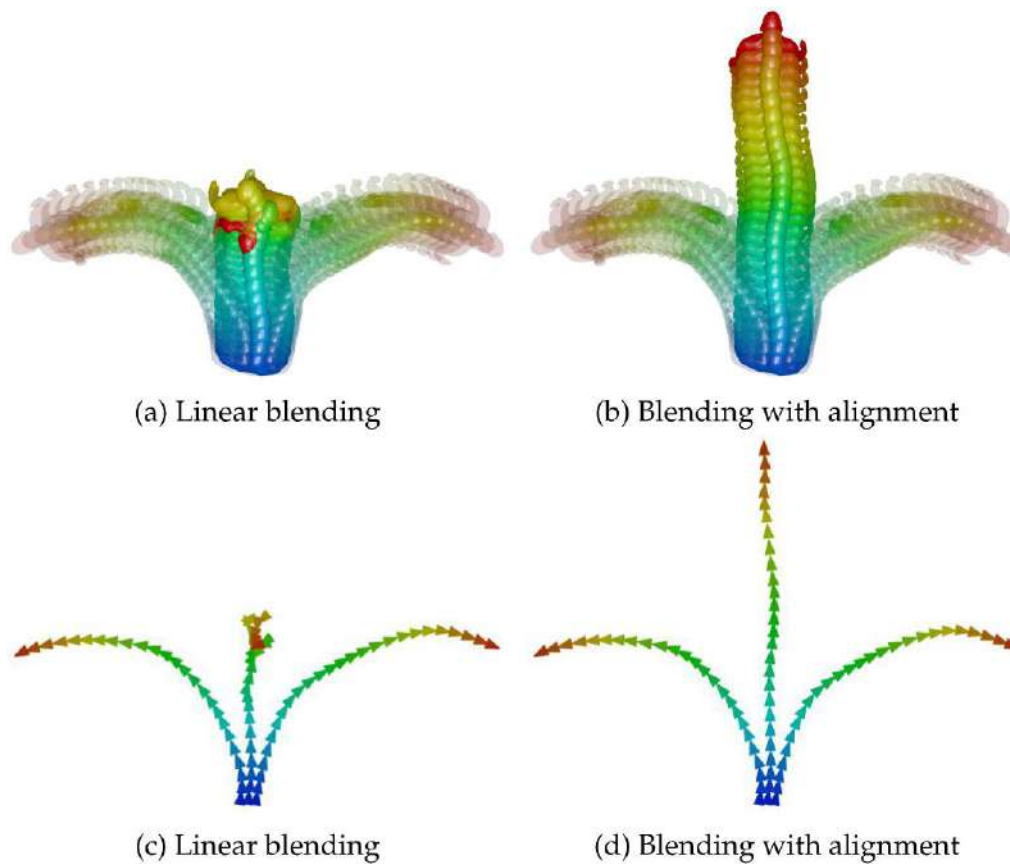 (a) Linear blending
(b) Blending with alignment
(c) Linear blending
(d) Blending with alignment